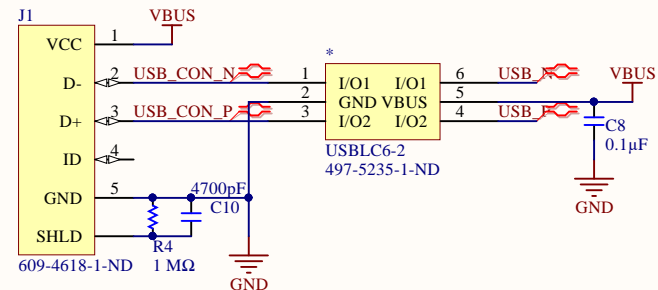 J1
VBUS
VCC
1
*
D-
2
USB_CON_N
1
I/O1
I/O1
6
USB_N
VBUS
2
GND
VBUS
5
D+
3
USB_CON_P
3
I/O2
I/O2
4
USB_P
C8
0.1µF
ID
4
USBLC6-2
497-5235-1-ND
GND
5
4700pF
C10
GND
SHLD
R4
1 MΩ
609-4618-1-ND
GND